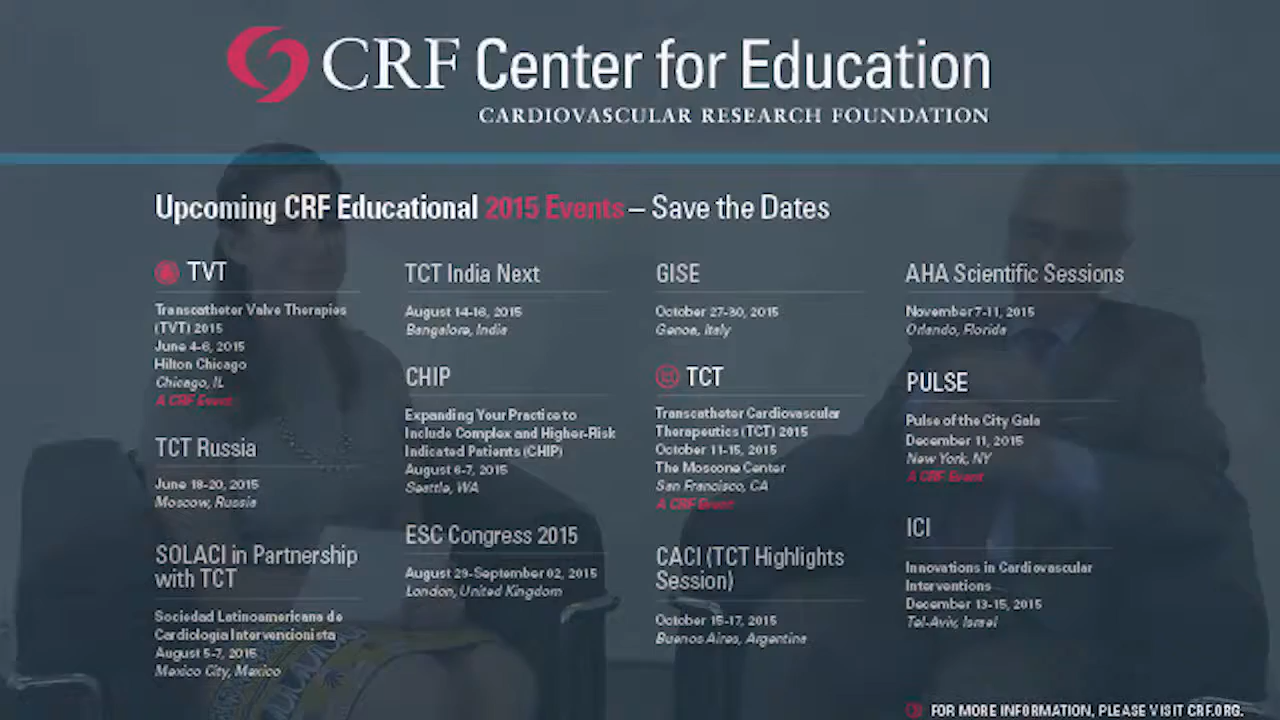 CRF Center for Education
CARDIOVASCULAR RESEARCH FOUNDATION
Upcoming CRF Educational 2015 Events – Save the Dates
TVT
Transcatheter Valve Therapies
(TVT) 2015
June 4-6, 2015
Hilton Chicago
Chicago, IL
A CRF Event
TCT Russia
June 18-20, 2015
Moscow, Russia
SOLACI in Partnership
with TCT
Sociedad Latinoamericana de
Cardiologia Intervencionista
August 5-7, 2015
Mexico City, Mexico
TCT India Next
August 14-16, 2015
Bangalore, India
CHIP
Expanding Your Practice to
Include Complex and Higher-Risk
Indicated Patients (CHIP)
August 6-7, 2015
Seattle, WA
ESC Congress 2015
August 29-September 02, 2015
London, United Kingdom
GISE
October 27-30, 2015
Genoa, Italy
TCT
Transcatheter Cardiovascular
Therapeutics (TCT) 2015
October 11-15, 2015
The Moscone Center
San Francisco, CA
A CRF Event
CACI (TCT Highlights
Session)
October 15-17, 2015
Buenos Aires, Argentina
AHA Scientific Sessions
November 7-11, 2015
Orlando, Florida
PULSE
Pulse of the City Gala
December 11, 2015
New York, NY
A CRF Event
ICI
Innovations in Cardiovascular
Interventions
December 13-15, 2015
Tel-Aviv, Israel
FOR MORE INFORMATION, PLEASE VISIT CRF.ORG.